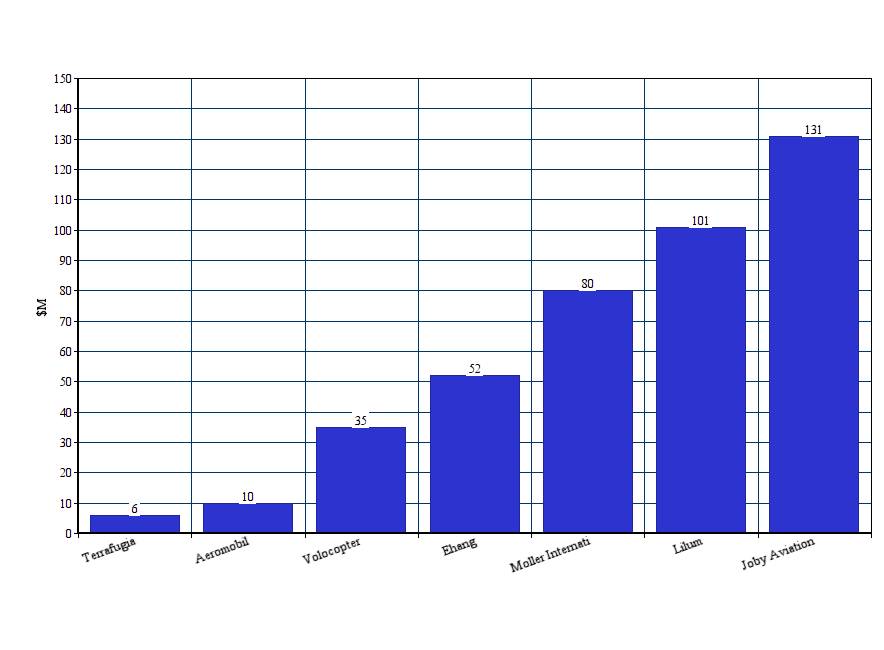 150
140
130
120
110
100
90
80
70
60
50
40
30
20
10
0
$M
6
10
35
52
80
101
131
Terrafugia
Aeromobil
Volocopter
Ehang
Moller Internati
Lilum
Joby Aviation